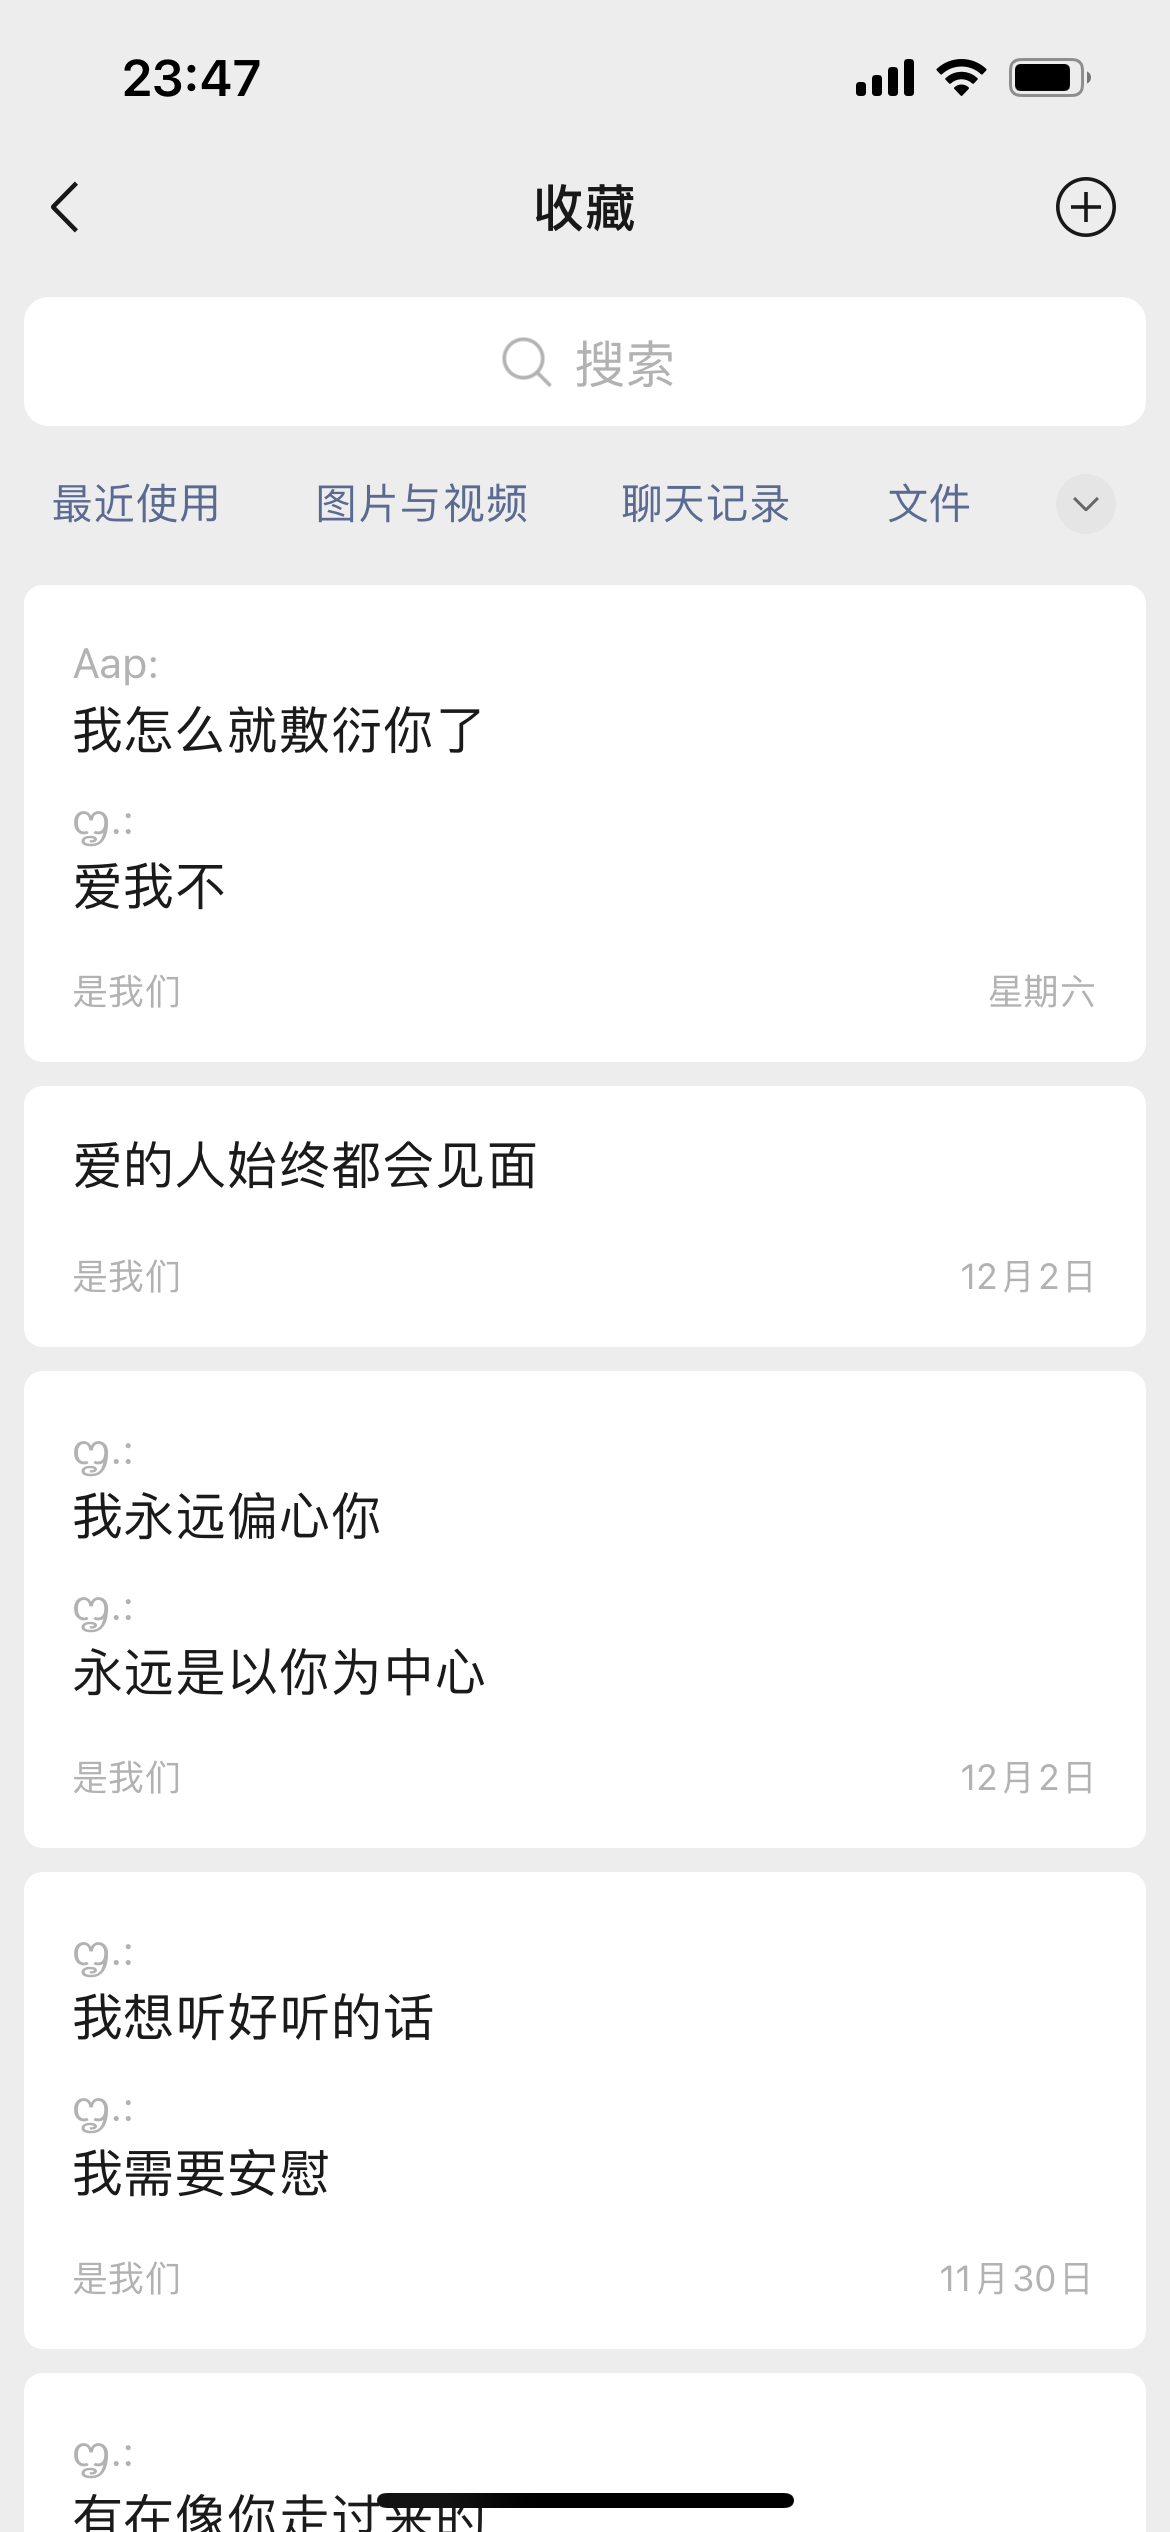 23:47
收藏
搜索
最近使用 图片与视频 聊天记录 文件
Aap:
我怎么就敷衍你了
.:
爱我不
是我们 星期六
爱的人始终都会见面
是我们 12月2日
.:
我永远偏心你
.:
永远是以你为中心
是我们 12月2日
.:
我想听好听的话
.:
我需要安慰
是我们 11月30日
.:
有在像你走过来的